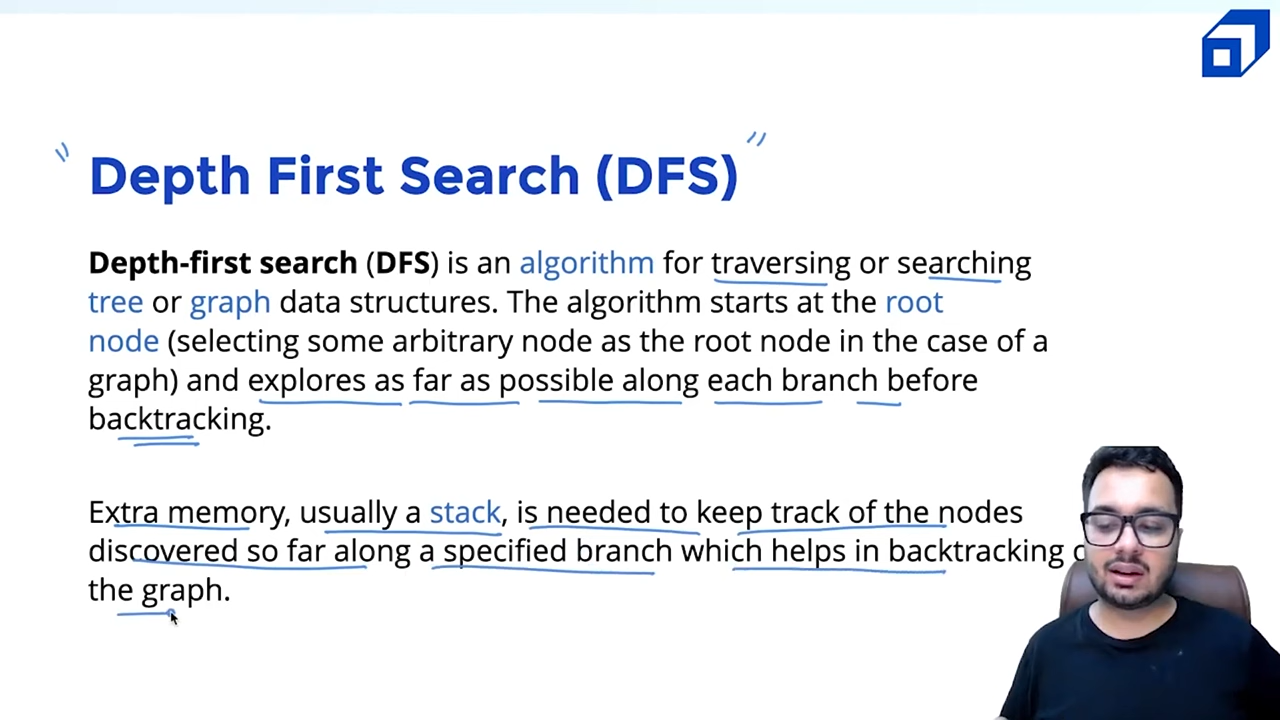 Depth First Search (DFS)
Depth-first search (DFS) is an algorithm for traversing or searching
tree or graph data structures. The algorithm starts at the root
node (selecting some arbitrary node as the root node in the case of a
graph) and explores as far as possible along each branch before
backtracking.
Extra memory, usually a stack, is needed to keep track of the nodes
discovered so far along a specified branch which helps in backtracking
the graph.